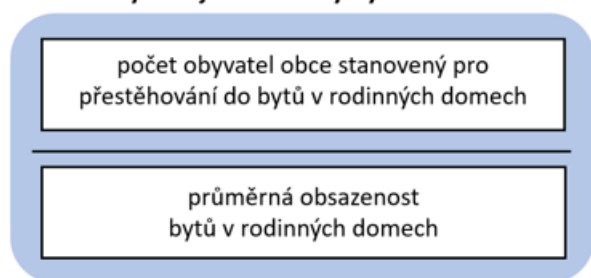 počet obyvatel obce stanovený pro
přestěhování do bytů v rodinných domech
průměrná obsazenost
bytů v rodinných domech